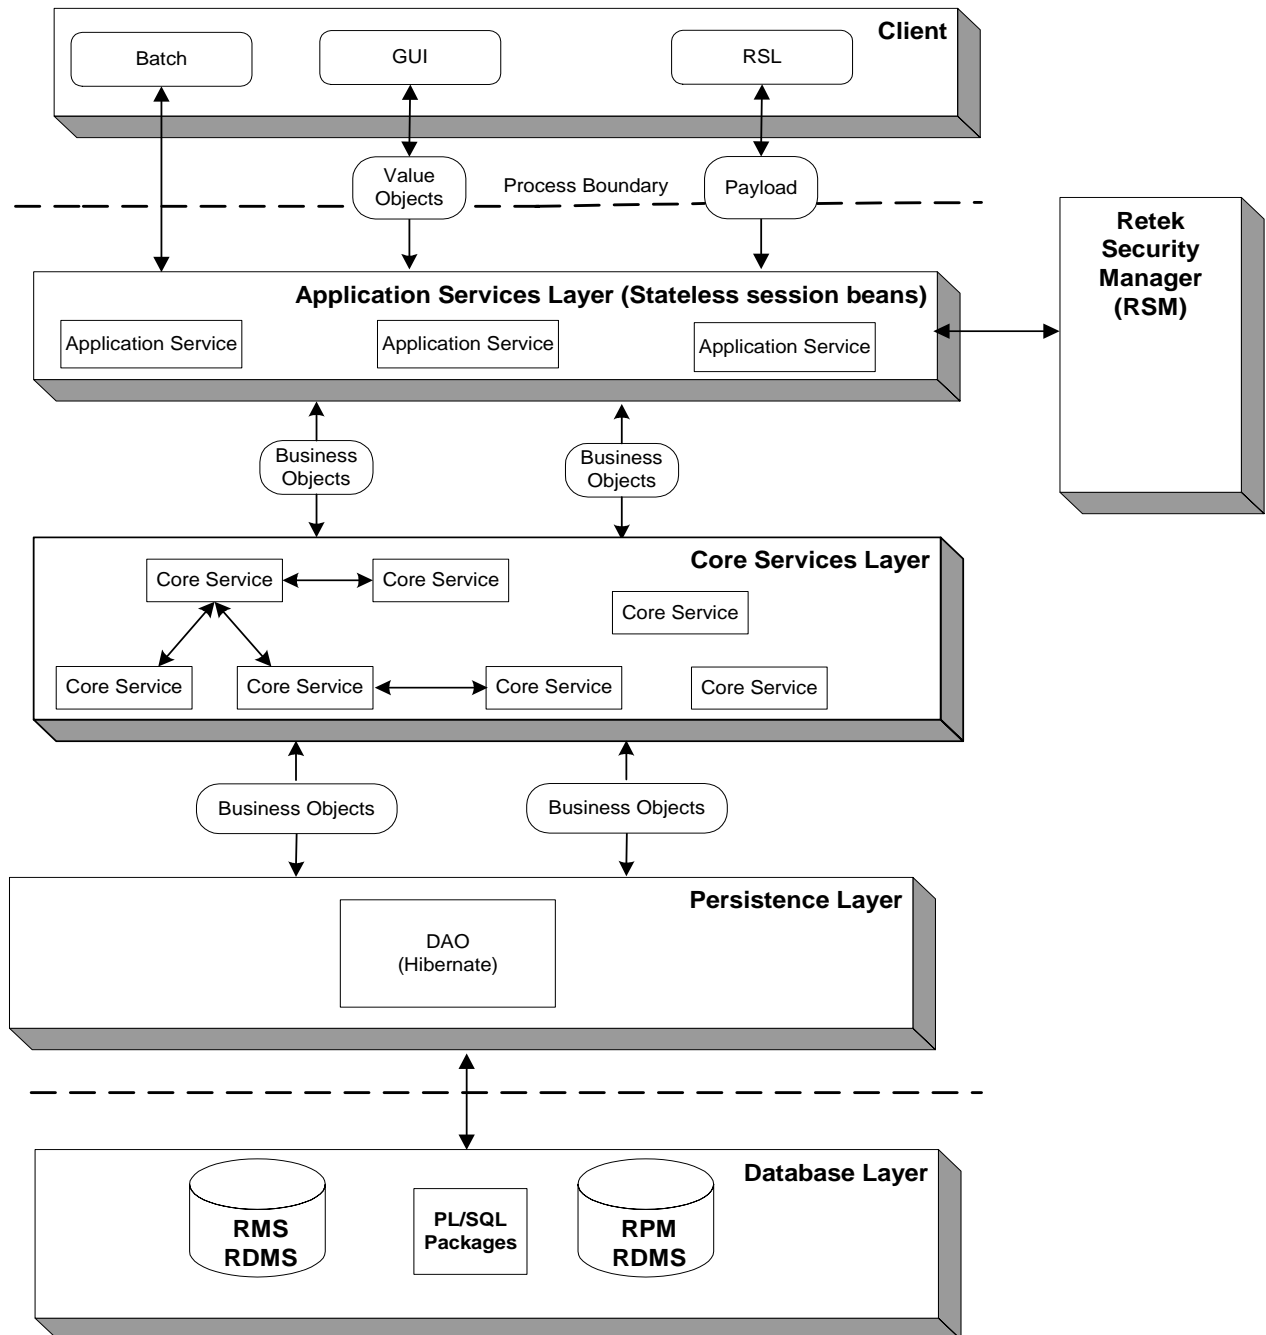 Client
Batch
GUI
RSL
Value
Objects
Process Boundary
Payload
Retek
Security
Manager
(RSM)
Application Services Layer (Stateless session beans)
Application Service
Application Service
Application Service
Business
Objects
Business
Objects
Core Services Layer
Core Service
Core Service
Core Service
Core Service
Core Service
Core Service
Core Service
Business Objects
Business Objects
Persistence Layer
DAO
(Hibernate)
Database Layer
RMS
RDMS
PL/SQL
Packages
RPM
RDMS